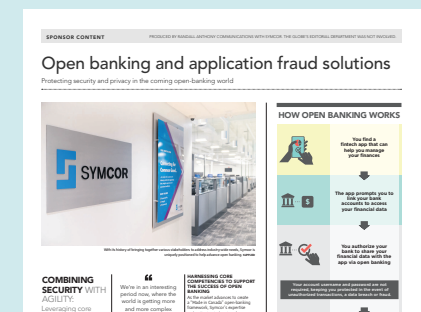 SPONSOR CONTENT
PRODUCED BY RANDALL ANTHONY COMMUNICATIONS WITH SYMCOR. THE GLOBE'S EDITORIAL DEPARTMENT WAS NOT INVOLVED.
Open banking and application fraud solutions
Protecting security and privacy in the coming open-banking world
SYMCOR
With its history of bringing together various stakeholders to address industry-wide needs, Symcor is
uniquely positioned to help advance open banking.
COMBINING
SECURITY WITH
AGILITY:
Leveraging core
“
We're in an interesting
period now, where the
world is getting more
and more complex
HARNESSING CORE
COMPETENCIES TO SUPPORT
THE SUCCESS OF OPEN
BANKING
As the market advances to create
a "Made in Canada" open-banking
framework, Symcor's expertise
HOW OPEN BANKING WORKS
You find a
fintech app that can
help you manage
your finances
The app prompts you to
link your bank
accounts to access
your financial data
$
You authorize your
bank to share your
financial data with the
app via open banking
Your account username and password are not
required, keeping you protected in the event of
unauthorized transactions, a data breach or fraud.